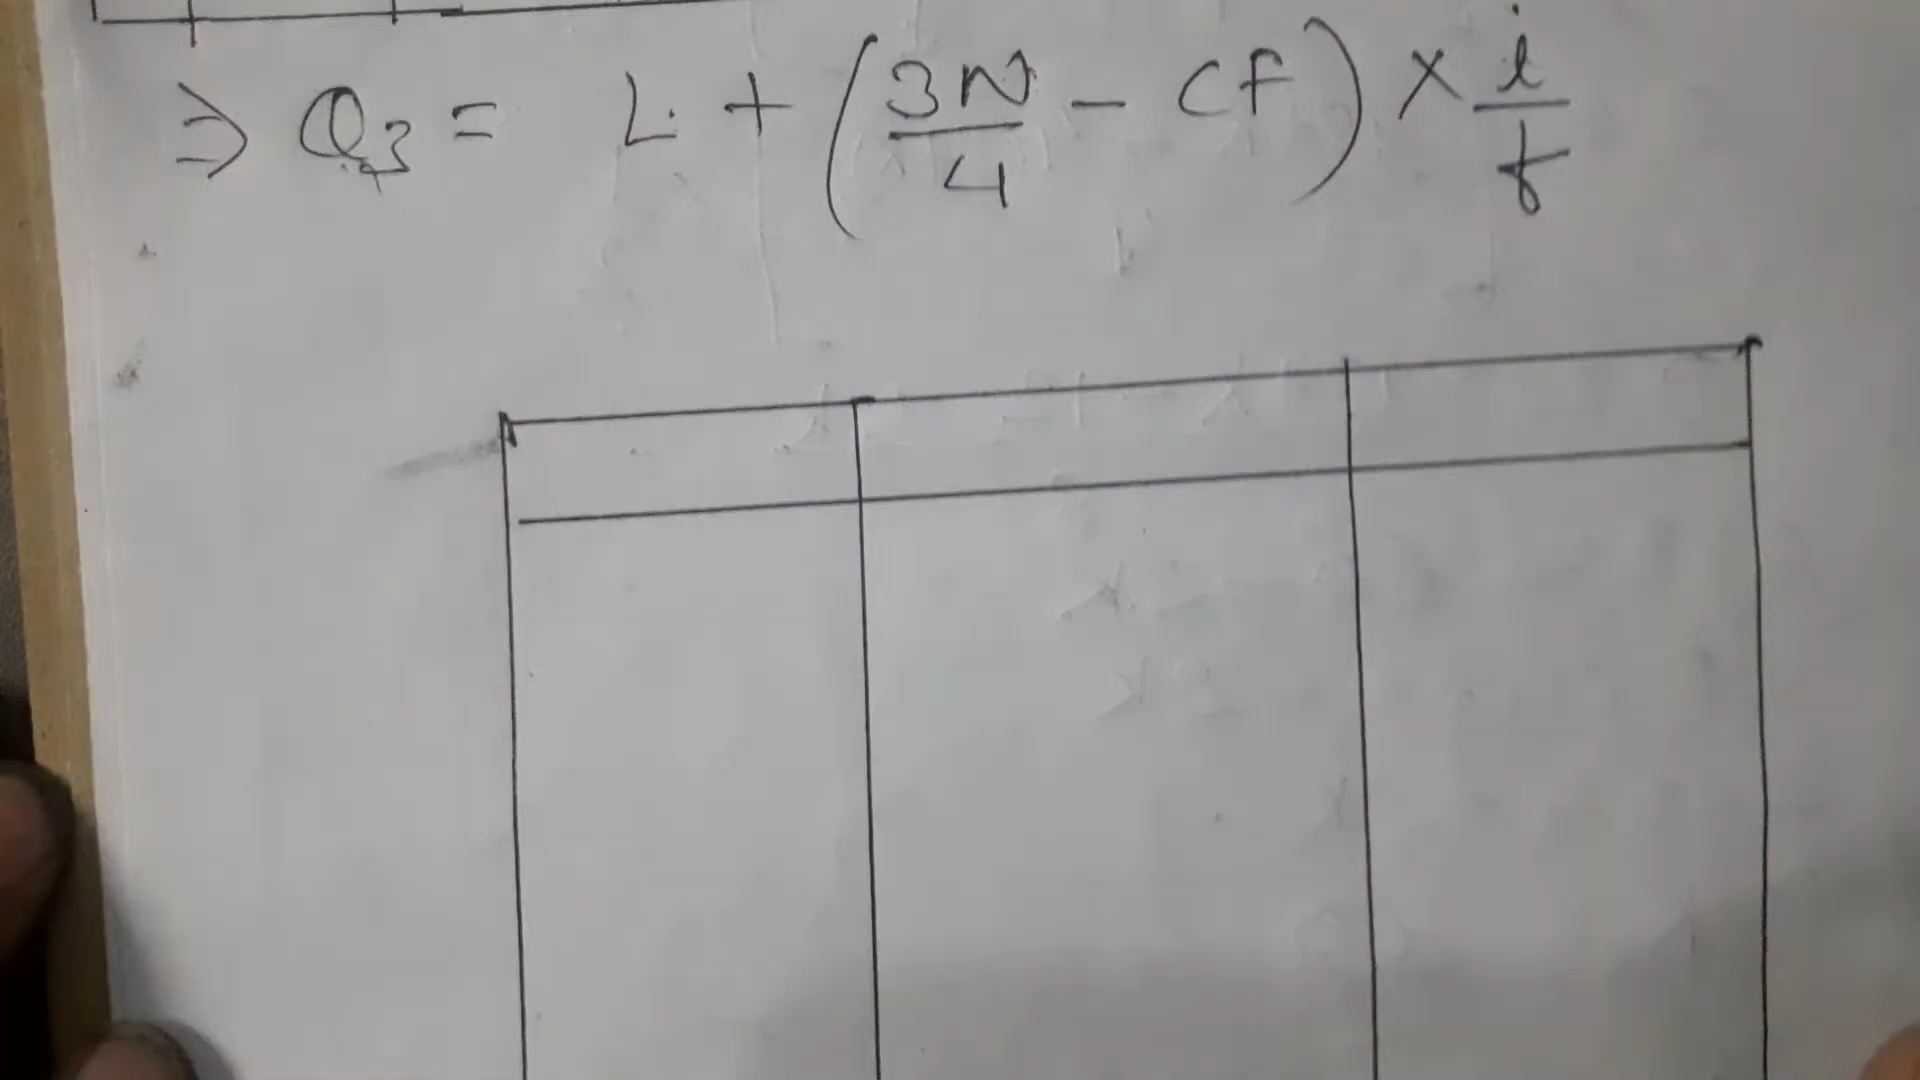 ⇒ Q₃ = L + (3N/4 - CF) × i/f